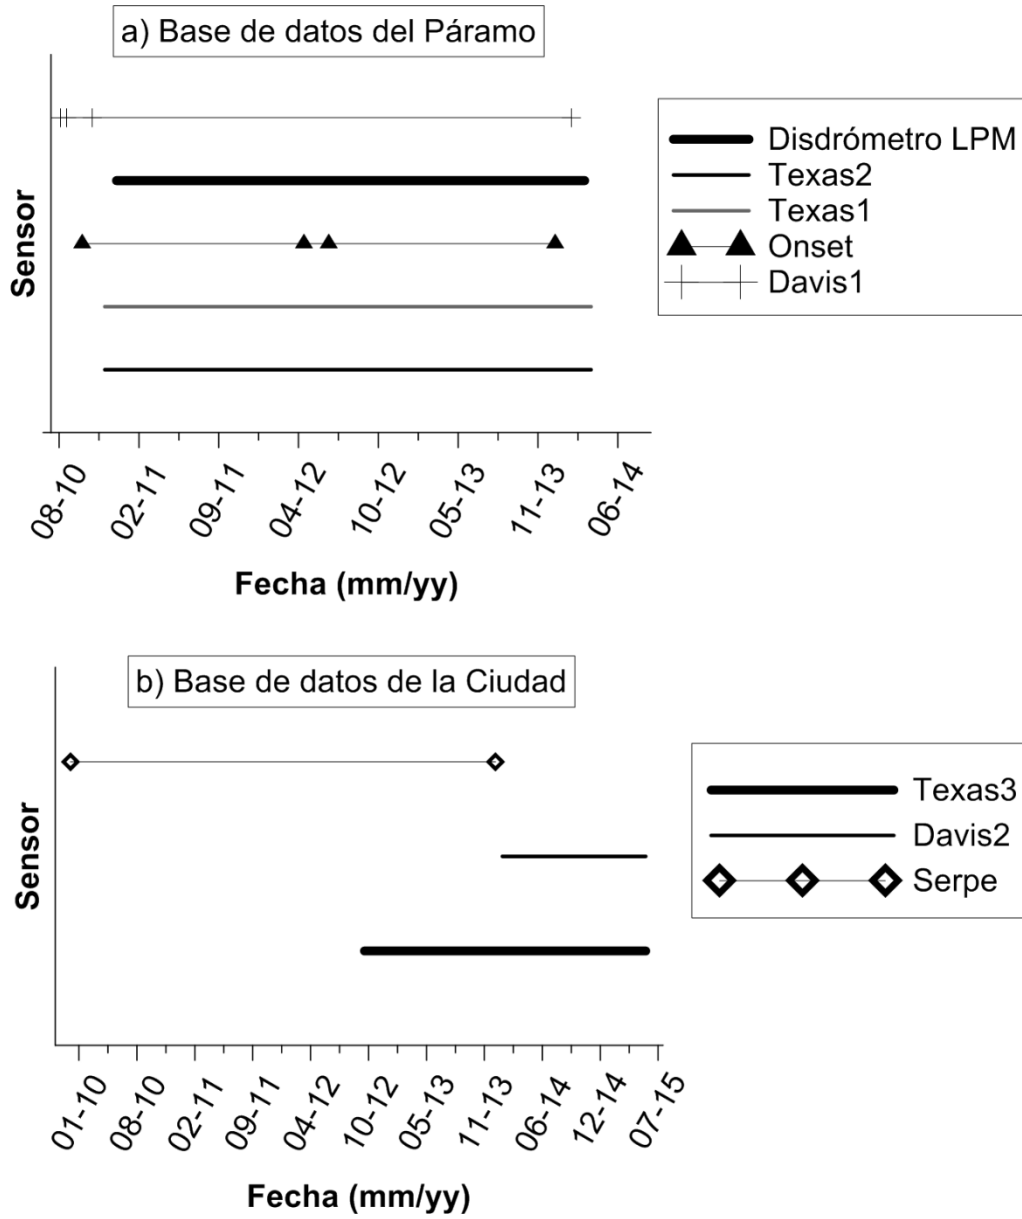 a) Base de datos del Páramo
Sensor
Disdrómetro LPM
Texas2
Texas1
Onset
Davis1
08-10
02-11
09-11
04-12
10-12
05-13
11-13
06-14
Fecha (mm/yy)
b) Base de datos de la Ciudad
Sensor
Texas3
Davis2
Serpe
01-10
08-10
02-11
09-11
04-12
10-12
05-13
11-13
06-14
12-14
07-15
Fecha (mm/yy)